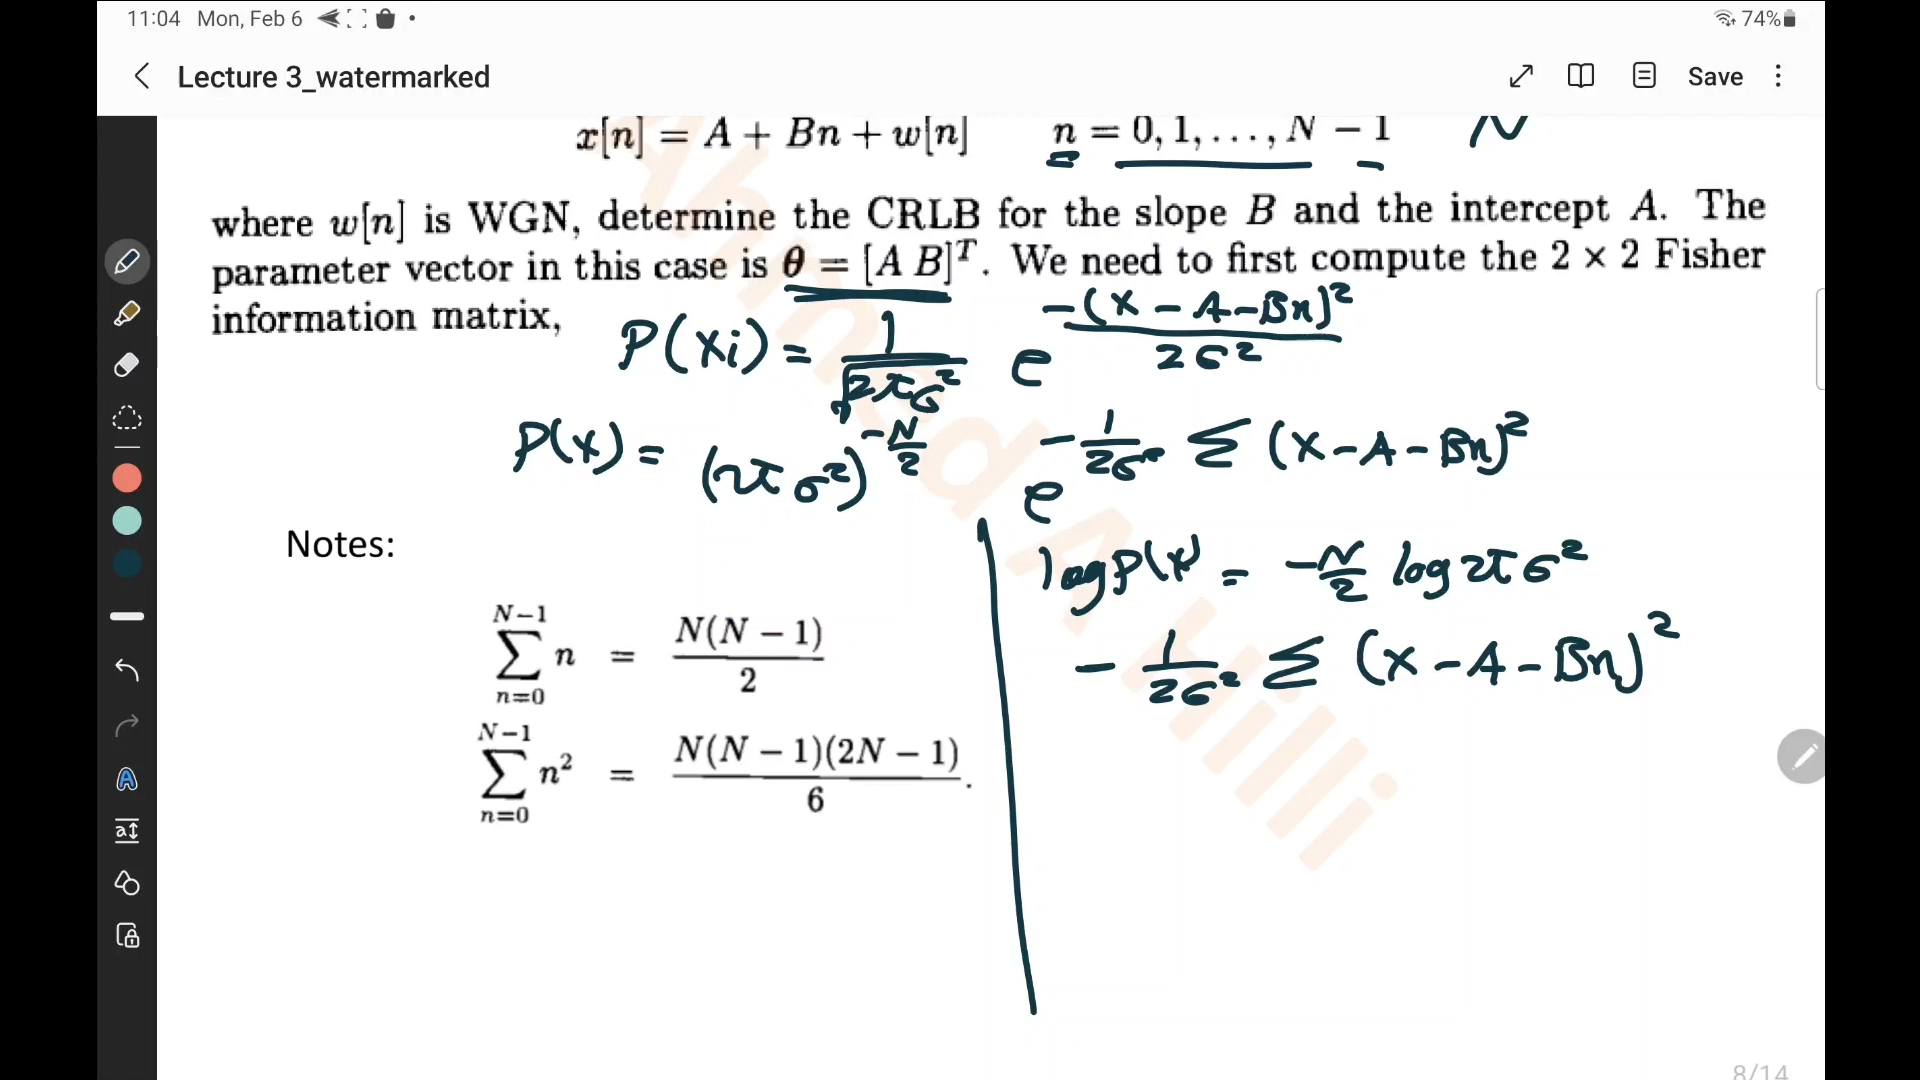 11:04 Mon, Feb 6
74%
Lecture 3_watermarked
Save
x[n] = A + Bn + w[n] n = 0, 1, . . . , N − 1 N
where w[n] is WGN, determine the CRLB for the slope B and the intercept A. The
parameter vector in this case is θ = [A B]^T. We need to first compute the 2 × 2 Fisher
information matrix,
P(xi) = 1/√(2πσ²) e^(−(x − A − Bn)²/2σ²)
P(x) = (2πσ²)^(−N/2) e^(−1/2σ² Σ (x − A − Bn)²)
Notes:
log P(x) = −N/2 log 2πσ²
− 1/2σ² Σ (x − A − Bn)²
∑_{n=0}^{N−1} n = N(N − 1)/2
∑_{n=0}^{N−1} n² = N(N − 1)(2N − 1)/6.
Ahmed A Hilli
8/14